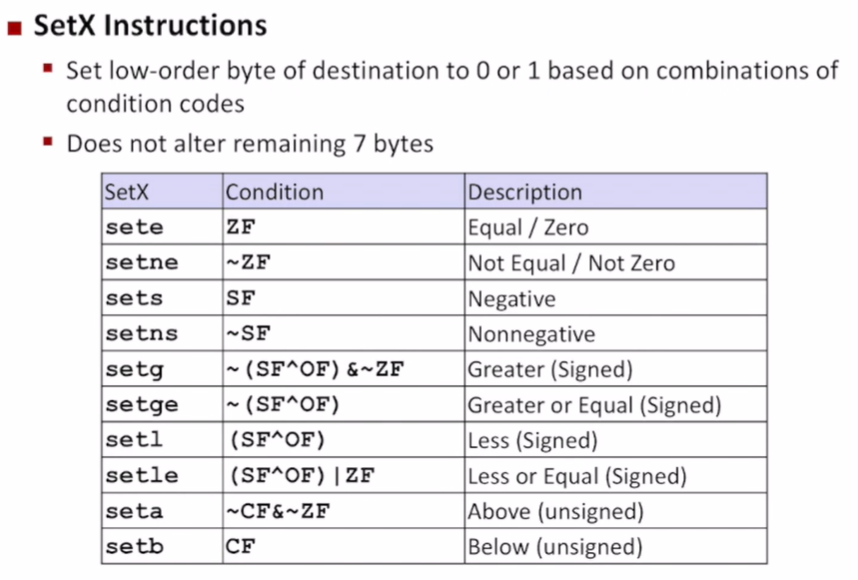 SetX Instructions
Set low-order byte of destination to 0 or 1 based on combinations of
condition codes
Does not alter remaining 7 bytes
SetX Condition Description
sete ZF Equal / Zero
setne ~ZF Not Equal / Not Zero
sets SF Negative
setns ~SF Nonnegative
setg ~(SF^OF)&~ZF Greater (Signed)
setge ~(SF^OF) Greater or Equal (Signed)
setl (SF^OF) Less (Signed)
setle (SF^OF)|ZF Less or Equal (Signed)
seta ~CF&~ZF Above (unsigned)
setb CF Below (unsigned)